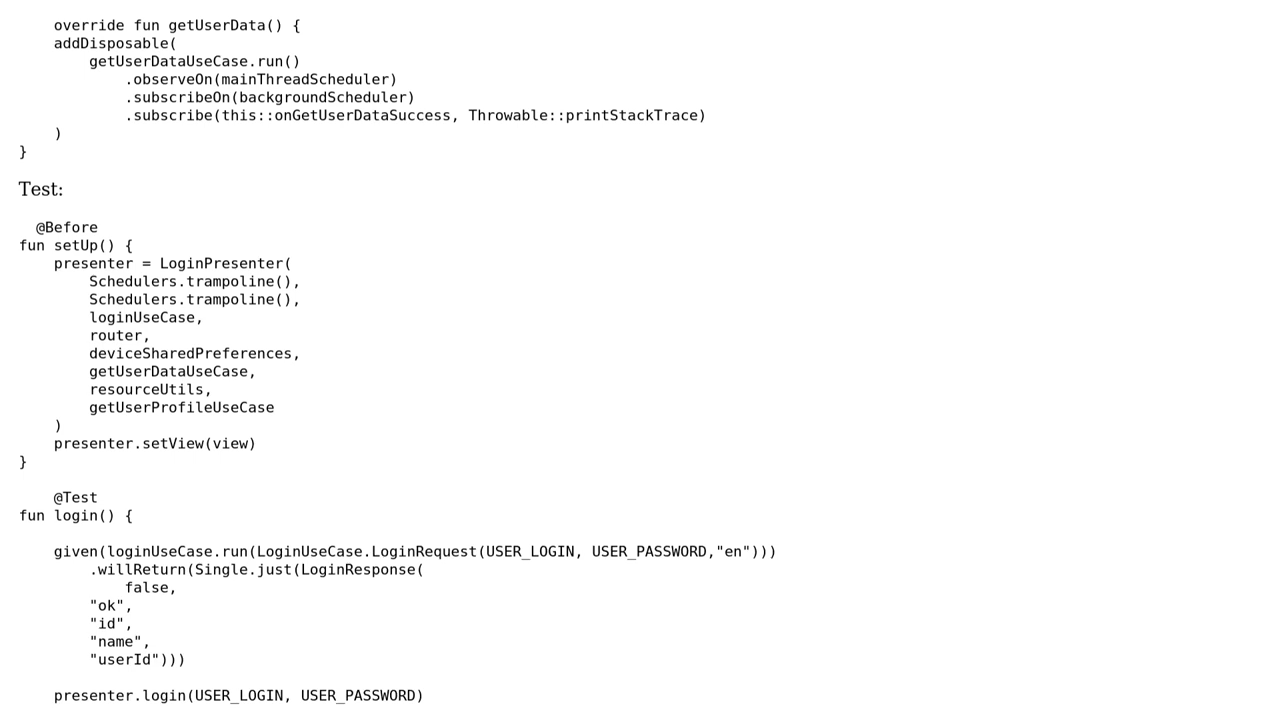 override fun getUserData() {
    addDisposable(
        getUserDataUseCase.run()
            .observeOn(mainThreadScheduler)
            .subscribeOn(backgroundScheduler)
            .subscribe(this::onGetUserDataSuccess, Throwable::printStackTrace)
    )
}
Test:
  @Before
fun setUp() {
    presenter = LoginPresenter(
        Schedulers.trampoline(),
        Schedulers.trampoline(),
        loginUseCase,
        router,
        deviceSharedPreferences,
        getUserDataUseCase,
        resourceUtils,
        getUserProfileUseCase
    )
    presenter.setView(view)
}
    @Test
fun login() {
    given(loginUseCase.run(LoginUseCase.LoginRequest(USER_LOGIN, USER_PASSWORD,"en")))
        .willReturn(Single.just(LoginResponse(
            false,
        "ok",
        "id",
        "name",
        "userId")))
    presenter.login(USER_LOGIN, USER_PASSWORD)